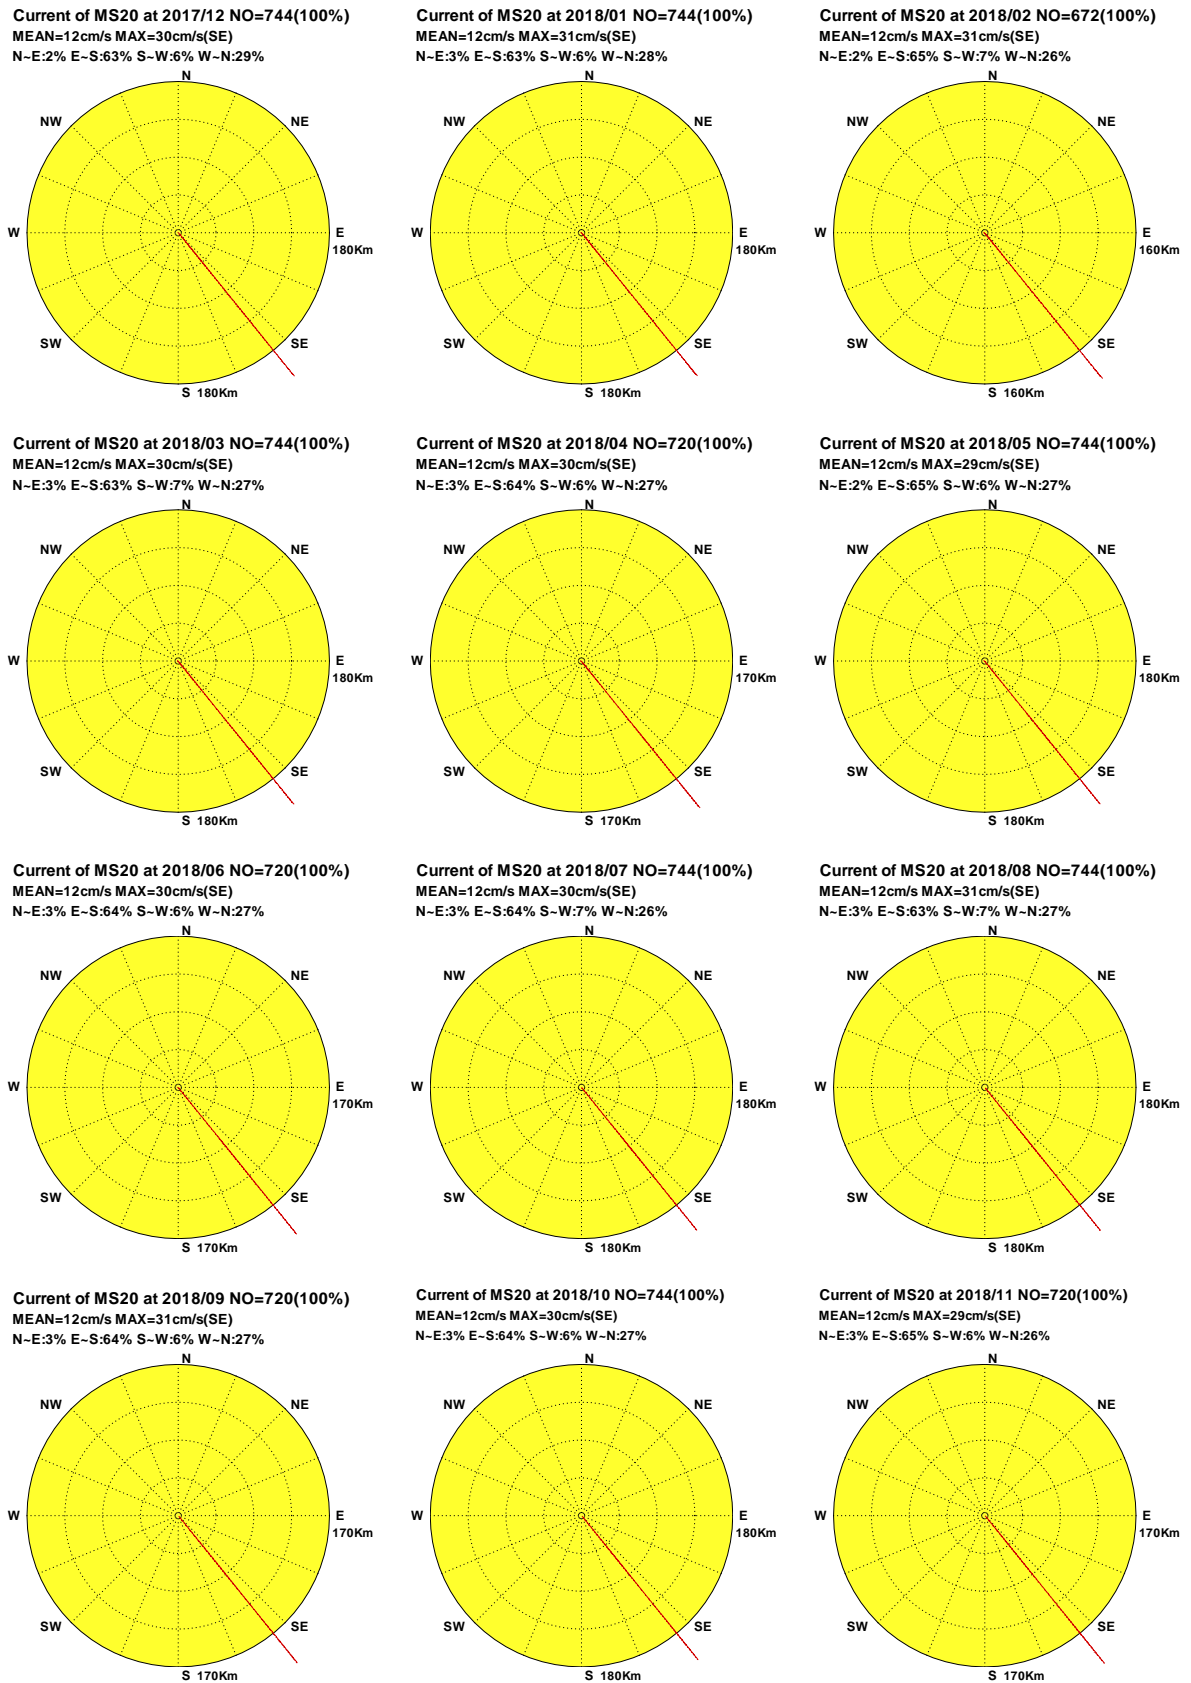 Current of MS20 at 2017/12 NO=744(100%)
MEAN=12cm/s MAX=30cm/s(SE)
N~E:2% E~S:63% S~W:6% W~N:29%
N
NW
NE
W
E
180Km
SW
SE
S 180Km
Current of MS20 at 2018/01 NO=744(100%)
MEAN=12cm/s MAX=31cm/s(SE)
N~E:3% E~S:63% S~W:6% W~N:28%
N
NW
NE
W
E
180Km
SW
SE
S 180Km
Current of MS20 at 2018/02 NO=672(100%)
MEAN=12cm/s MAX=31cm/s(SE)
N~E:2% E~S:65% S~W:7% W~N:26%
N
NW
NE
W
E
160Km
SW
SE
S 160Km
Current of MS20 at 2018/03 NO=744(100%)
MEAN=12cm/s MAX=30cm/s(SE)
N~E:3% E~S:63% S~W:7% W~N:27%
N
NW
NE
W
E
180Km
SW
SE
S 180Km
Current of MS20 at 2018/04 NO=720(100%)
MEAN=12cm/s MAX=30cm/s(SE)
N~E:3% E~S:64% S~W:6% W~N:27%
N
NW
NE
W
E
170Km
SW
SE
S 170Km
Current of MS20 at 2018/05 NO=744(100%)
MEAN=12cm/s MAX=29cm/s(SE)
N~E:2% E~S:65% S~W:6% W~N:27%
N
NW
NE
W
E
180Km
SW
SE
S 180Km
Current of MS20 at 2018/06 NO=720(100%)
MEAN=12cm/s MAX=30cm/s(SE)
N~E:3% E~S:64% S~W:6% W~N:27%
N
NW
NE
W
E
170Km
SW
SE
S 170Km
Current of MS20 at 2018/07 NO=744(100%)
MEAN=12cm/s MAX=30cm/s(SE)
N~E:3% E~S:64% S~W:7% W~N:26%
N
NW
NE
W
E
180Km
SW
SE
S 180Km
Current of MS20 at 2018/08 NO=744(100%)
MEAN=12cm/s MAX=31cm/s(SE)
N~E:3% E~S:63% S~W:7% W~N:27%
N
NW
NE
W
E
180Km
SW
SE
S 180Km
Current of MS20 at 2018/09 NO=720(100%)
MEAN=12cm/s MAX=31cm/s(SE)
N~E:3% E~S:64% S~W:6% W~N:27%
N
NW
NE
W
E
170Km
SW
SE
S 170Km
Current of MS20 at 2018/10 NO=744(100%)
MEAN=12cm/s MAX=30cm/s(SE)
N~E:3% E~S:64% S~W:6% W~N:27%
N
NW
NE
W
E
180Km
SW
SE
S 180Km
Current of MS20 at 2018/11 NO=720(100%)
MEAN=12cm/s MAX=29cm/s(SE)
N~E:3% E~S:65% S~W:6% W~N:26%
N
NW
NE
W
E
170Km
SW
SE
S 170Km